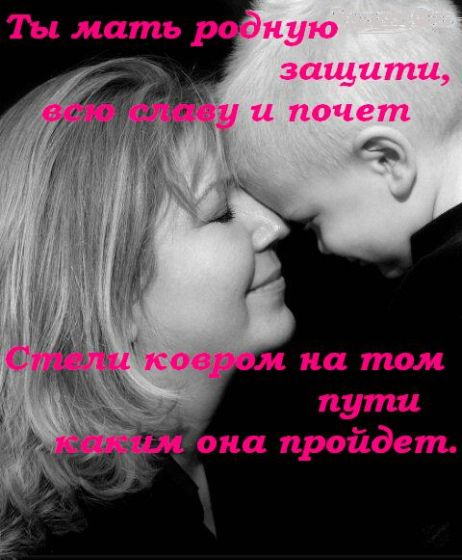 Ты мать родную
защити,
всю славу и почет
Стели ковром на том
пути
каким она пройдет.